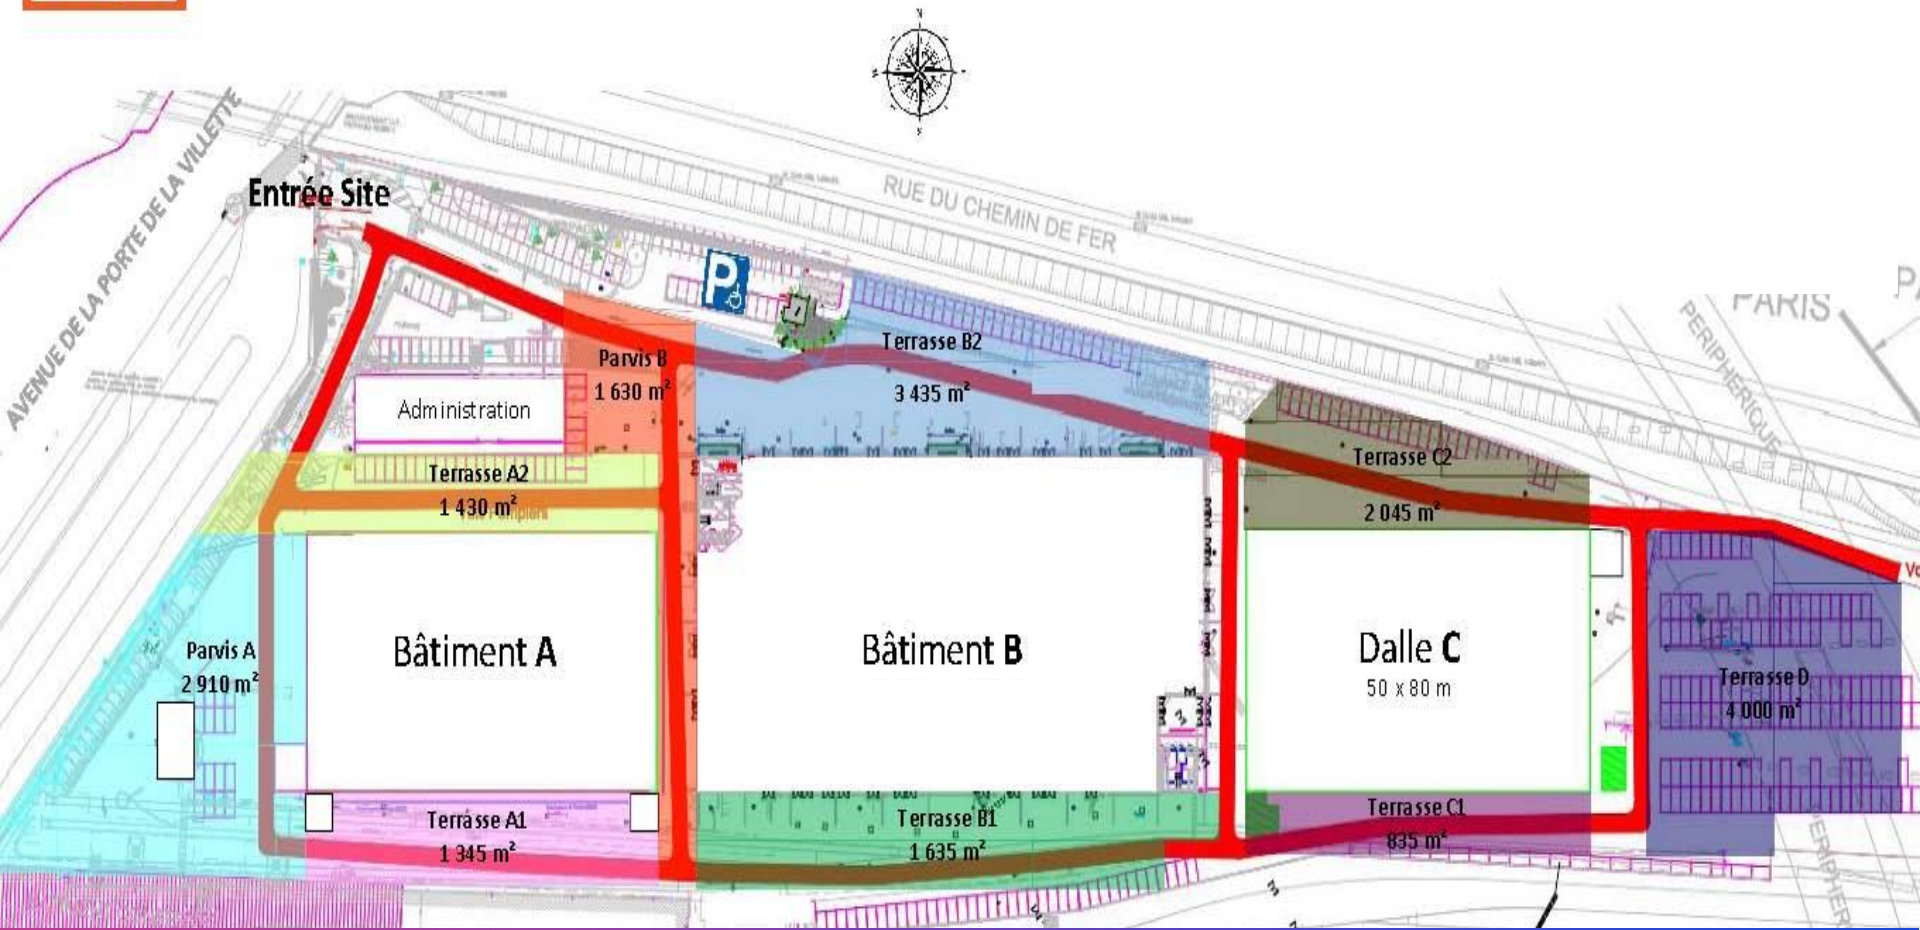 N
AVENUE DE LA PORTE DE LA VILLETTE
Entrée Site
RUE DU CHEMIN DE FER
P
PARIS
PERIPHERIQUE
Parvis B
1 630 m²
Terrasse B2
3 435 m²
Administration
Terrasse A2
1 430 m²
Terrasse C2
2 045 m²
Parvis A
2 910 m²
Bâtiment A
Bâtiment B
Dalle C
50 x 80 m
Terrasse D
4 000 m²
Terrasse A1
1 345 m²
Terrasse B1
1 635 m²
Terrasse C1
835 m²